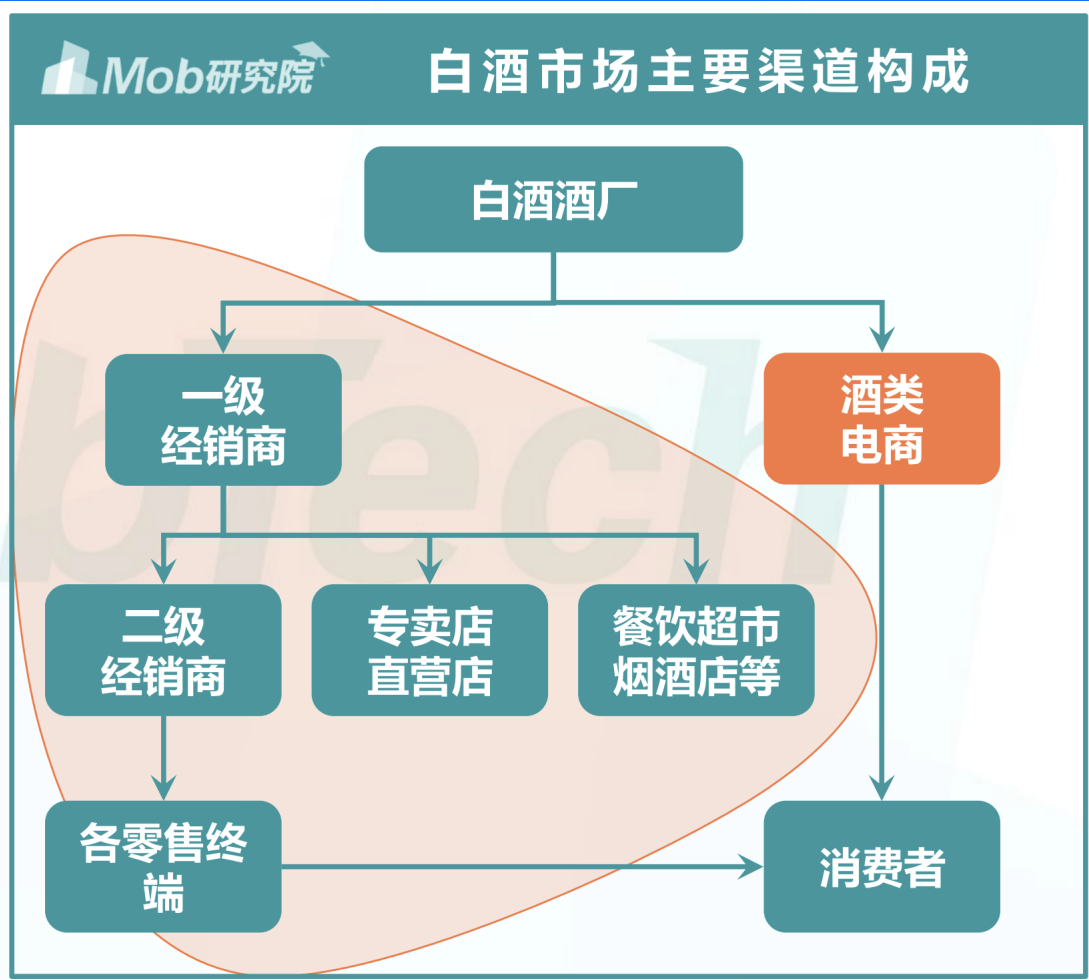 Mob研究院
白酒市场主要渠道构成
白酒酒厂
一级
经销商
酒类
电商
二级
经销商
专卖店
直营店
餐饮超市
烟酒店等
各零售终
端
消费者
bTech